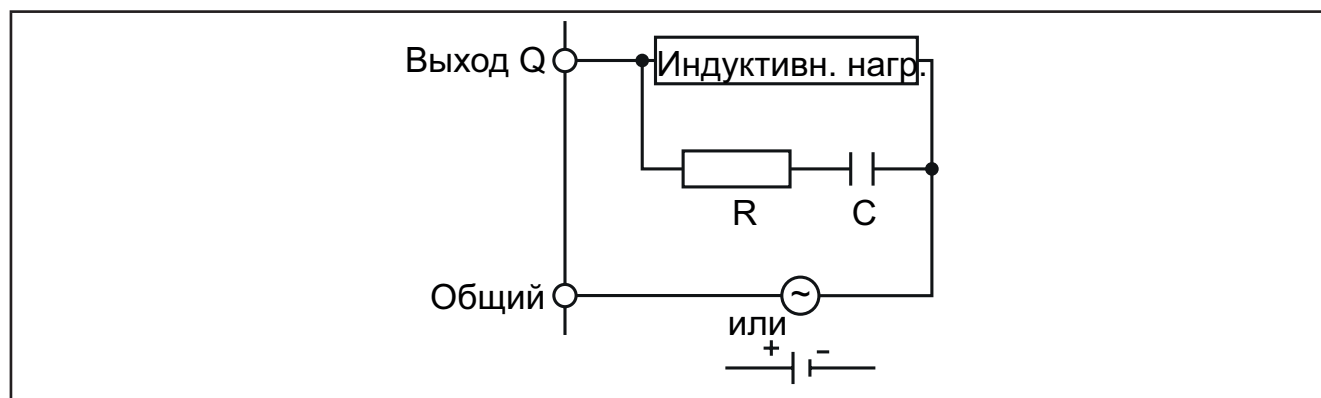 Выход Q
Индуктивн. нагр.
R
C
Общий
~
или
+ -